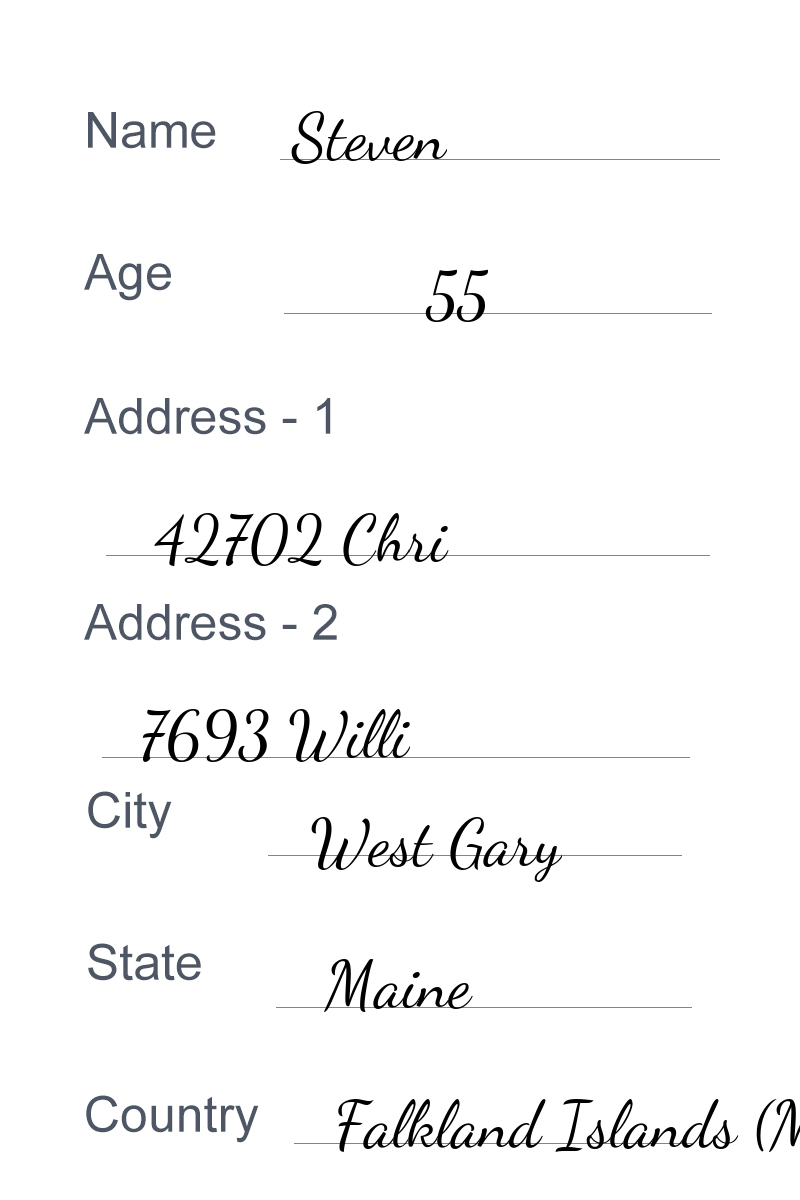 Name Steven
Age 55
Address - 1
42702 Chri
Address - 2
7693 Willi
City West Gary
State Maine
Country Falkland Islands (M